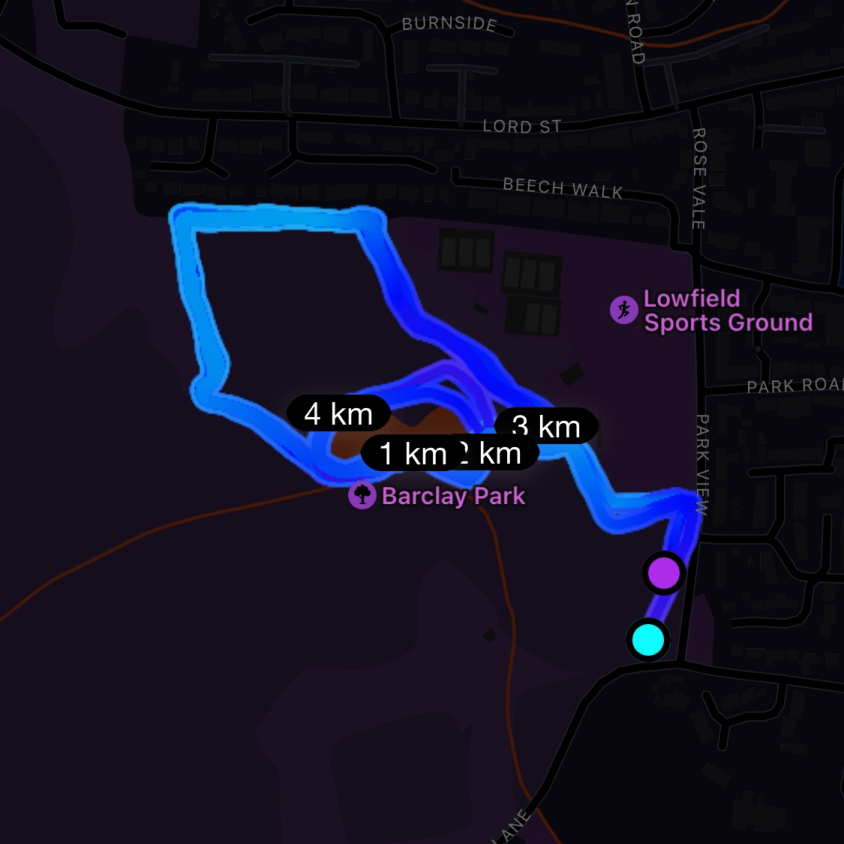 BURNSIDE
ROAD
LORD ST
ROSE VALE
BEECH WALK
Lowfield
Sports Ground
PARK ROA
4 km
3 km
1 km
2 km
PARK VIEW
Barclay Park
LANE